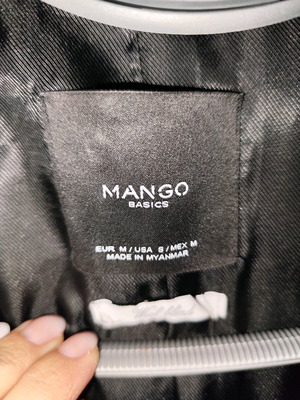 MANGO
BASICS
EUR M / USA S / MEX M
MADE IN MYANMAR